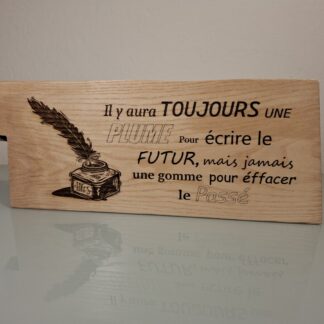 Il y aura TOUJOURS UNE
PLUME Pour écrire le
FUTUR, mais jamais
une gomme pour éffacer
le Passé